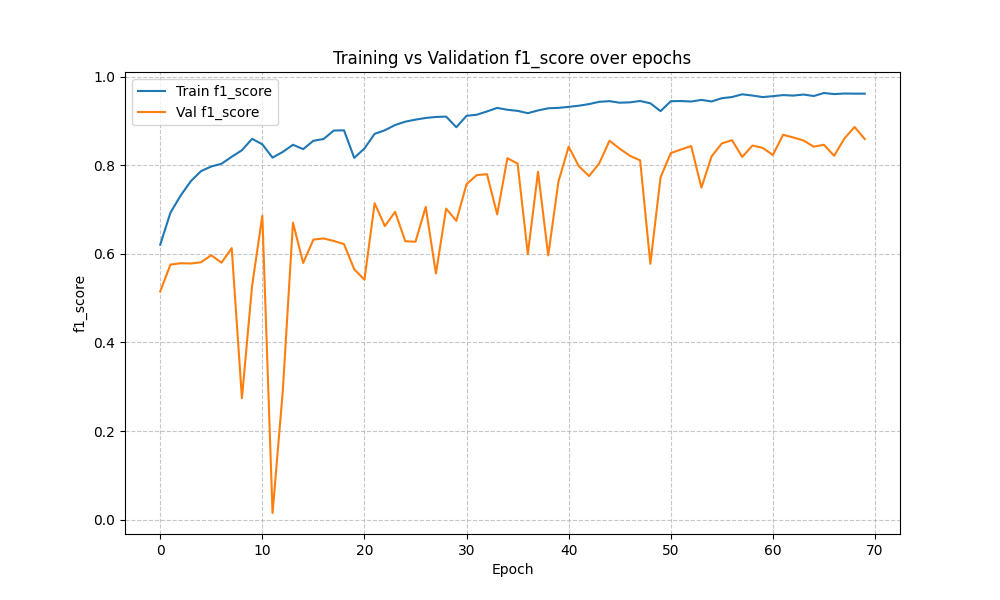 Training vs Validation f1_score over epochs
Train f1_score
Val f1_score
1.0
0.8
0.6
0.4
0.2
0.0
f1_score
0 10 20 30 40 50 60 70
Epoch